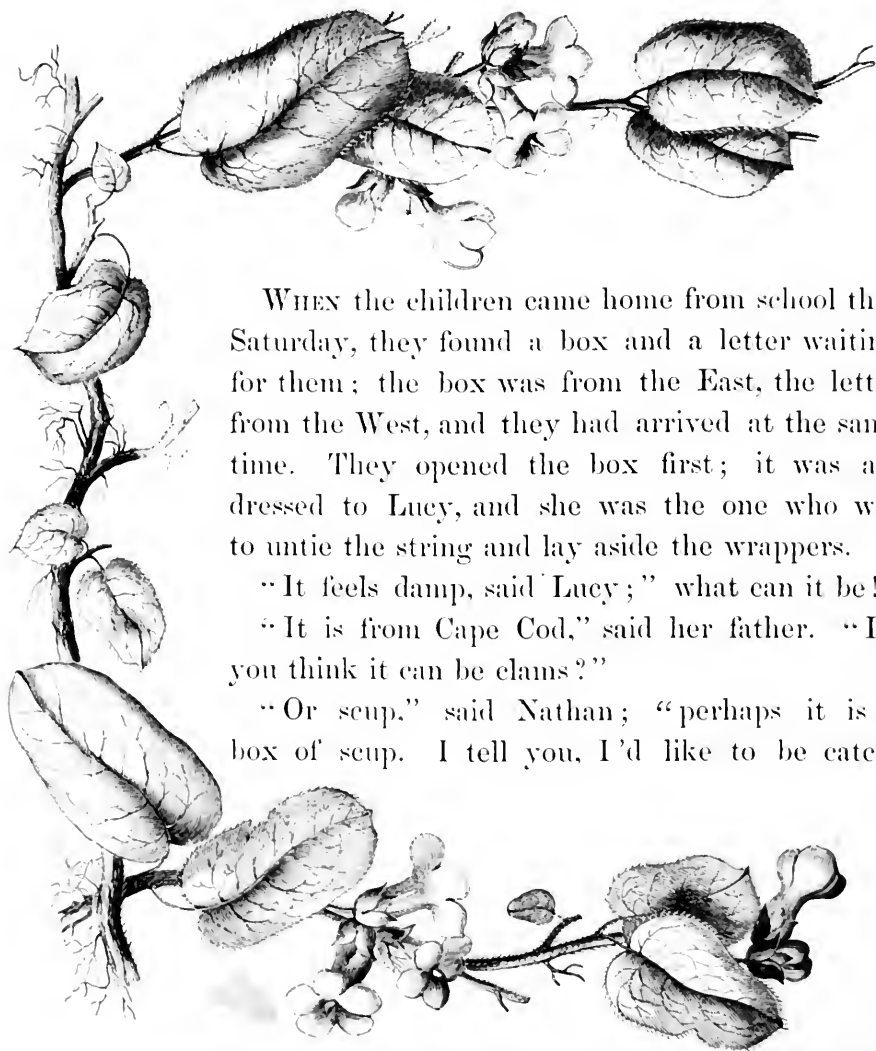 WHEN the children came home from school th
Saturday, they found a box and a letter waitin
for them; the box was from the East, the lett
from the West, and they had arrived at the sam
time. They opened the box first; it was a
dressed to Lucy, and she was the one who w
to untie the string and lay aside the wrappers.
"It feels damp, said Lucy;" what can it be!
"It is from Cape Cod," said her father. "I
you think it can be clams?"
"Or scup," said Nathan; "perhaps it is
box of scup. I tell you, I'd like to be catc